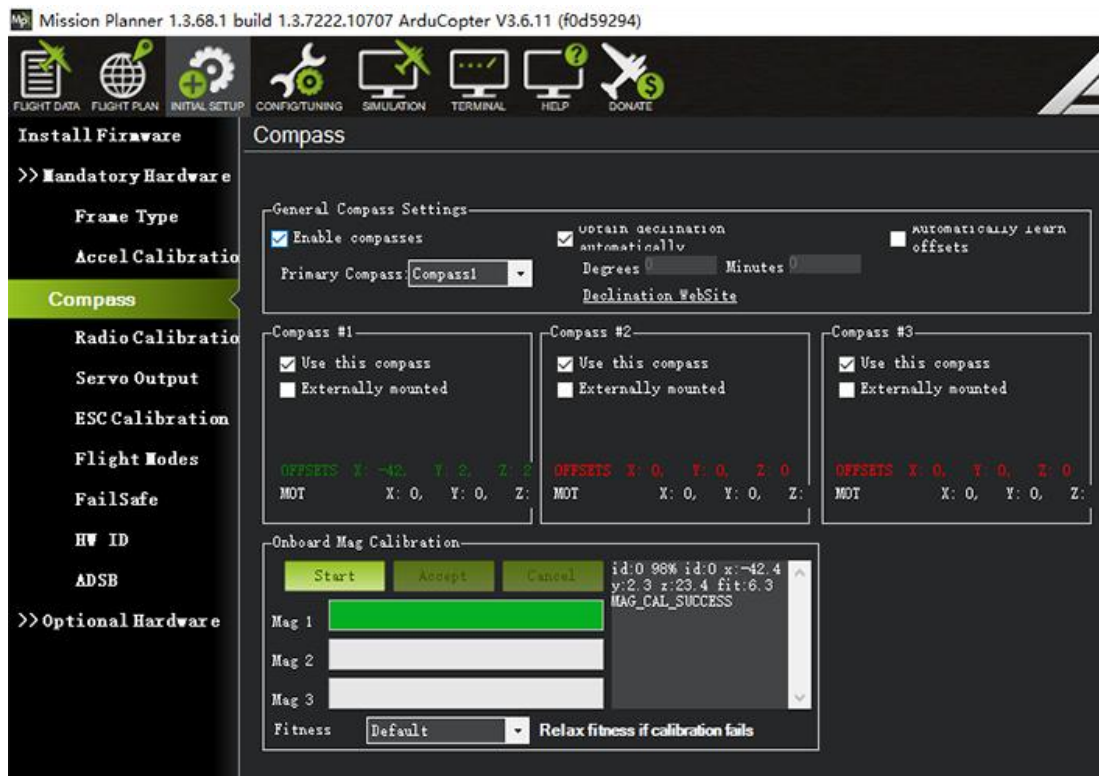 Mission Planner 1.3.68.1 build 1.3.7222.10707 ArduCopter V3.6.11 (f0d59294)
FLIGHT DATA FLIGHT PLAN INITIAL SETUP CONFIG/TUNING SIMULATION TERMINAL HELP DONATE
Install Firmware
>> Mandatory Hardware
Frame Type
Accel Calibratio
Compass
Radio Calibratio
Servo Output
ESC Calibration
Flight Modes
FailSafe
HW ID
ADSB
>> Optional Hardware
Compass
General Compass Settings
Enable compasses
Obtain declination
automatically
Automatically learn
offsets
Primary Compass: Compass1
Degrees 0 Minutes 0
Declination WebSite
Compass #1
Use this compass
Externally mounted
OFFSETS X: -42, Y: 2, Z: 2
MOT X: 0, Y: 0, Z:
Compass #2
Use this compass
Externally mounted
OFFSETS X: 0, Y: 0, Z: 0
MOT X: 0, Y: 0, Z:
Compass #3
Use this compass
Externally mounted
OFFSETS X: 0, Y: 0, Z: 0
MOT X: 0, Y: 0, Z:
Onboard Mag Calibration
Start Accept Cancel
id:0 98% id:0 x:-42.4
y:2.3 z:23.4 fit:6.3
MAG_CAL_SUCCESS
Mag 1
Mag 2
Mag 3
Fitness Default Relax fitness if calibration fails